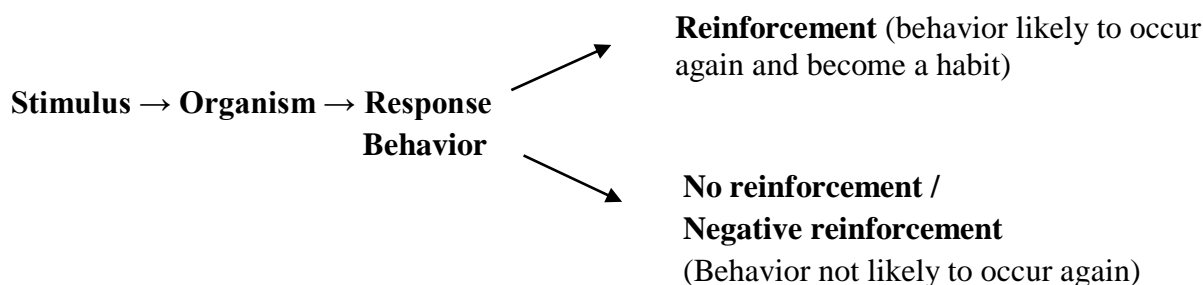 Reinforcement (behavior likely to occur
again and become a habit)
Stimulus → Organism → Response
Behavior
No reinforcement /
Negative reinforcement
(Behavior not likely to occur again)